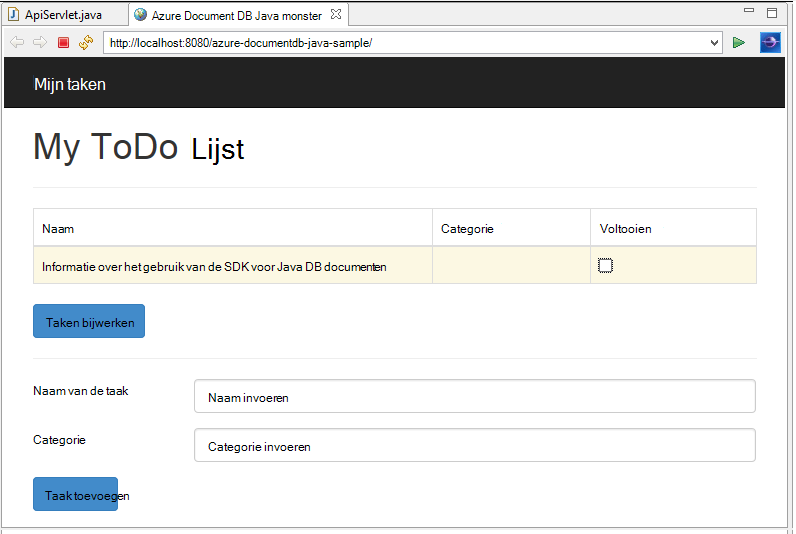 ApiServlet.java Azure Document DB Java monster
http://localhost:8080/azure-documentdb-java-sample/
Mijn taken
My ToDo Lijst
Naam Categorie Voltooien
Informatie over het gebruik van de SDK voor Java DB documenten
Taken bijwerken
Naam van de taak Naam invoeren
Categorie Categorie invoeren
Taak toevoegen